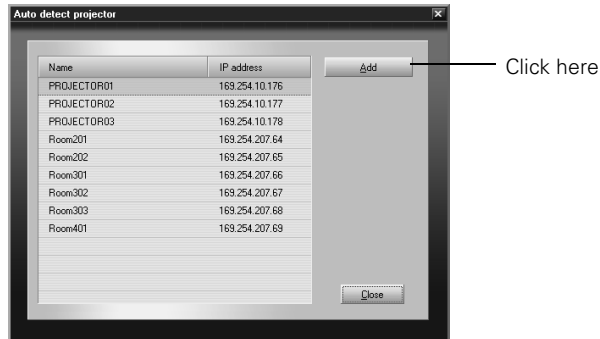 Auto detect projector
Name IP address Add Click here
PROJECTOR01 169.254.10.176
PROJECTOR02 169.254.10.177
PROJECTOR03 169.254.10.178
Room201 169.254.207.64
Room202 169.254.207.65
Room301 169.254.207.66
Room302 169.254.207.67
Room303 169.254.207.68
Room401 169.254.207.69
Close